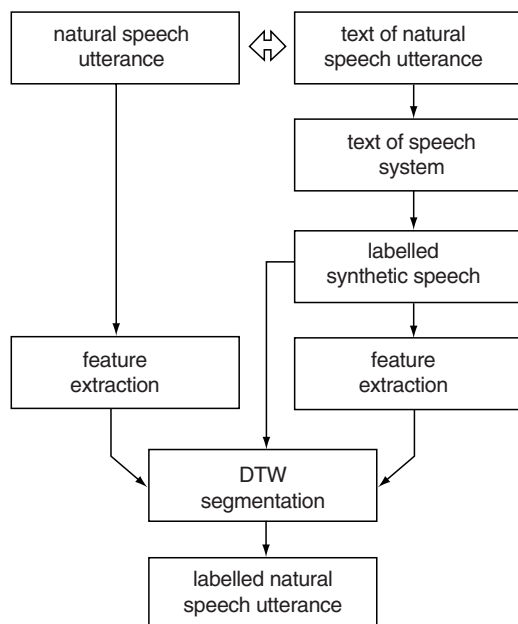 natural speech
utterance
text of natural
speech utterance
text of speech
system
labelled
synthetic speech
feature
extraction
feature
extraction
DTW
segmentation
labelled natural
speech utterance